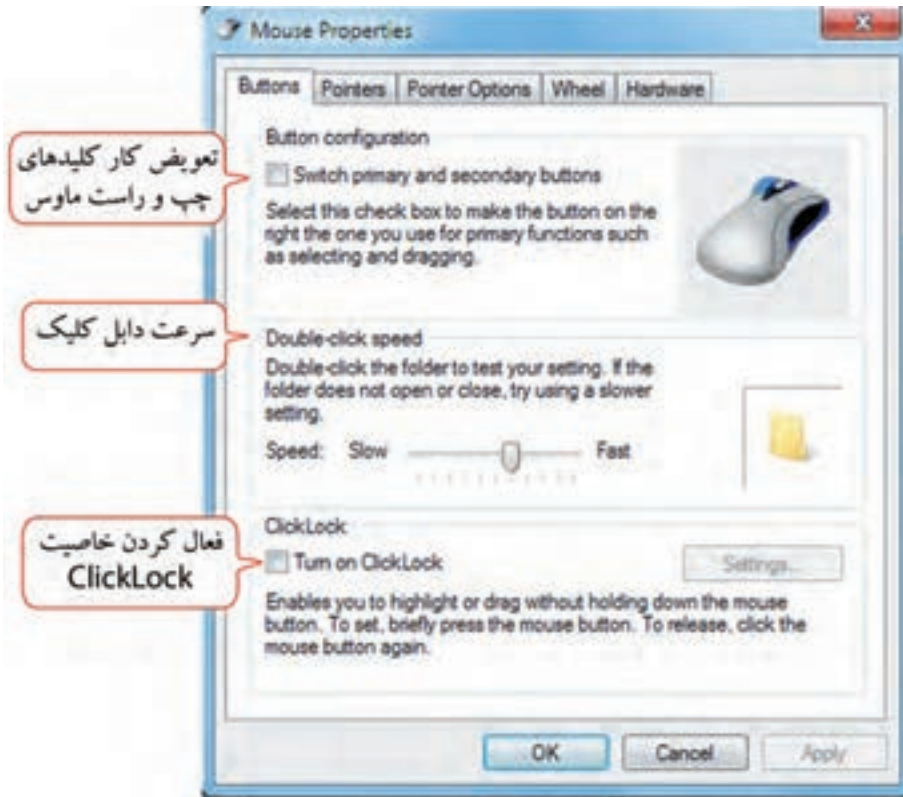 Mouse Properties
Buttons Pointers Pointer Options Wheel Hardware
Button configuration
تعویض کار کلیدهای
چپ و راست ماوس
Switch primary and secondary buttons
Select this check box to make the button on the
right the one you use for primary functions such
as selecting and dragging.
سرعت دابل کلیک
Double-click speed
Double-click the folder to test your setting. If the
folder does not open or close, try using a slower
setting.
Speed: Slow Fast
فعال کردن خاصیت
ClickLock
ClickLock
Turn on ClickLock
Settings...
Enables you to highlight or drag without holding down the mouse
button. To set, briefly press the mouse button. To release, click the
mouse button again.
OK Cancel Apply